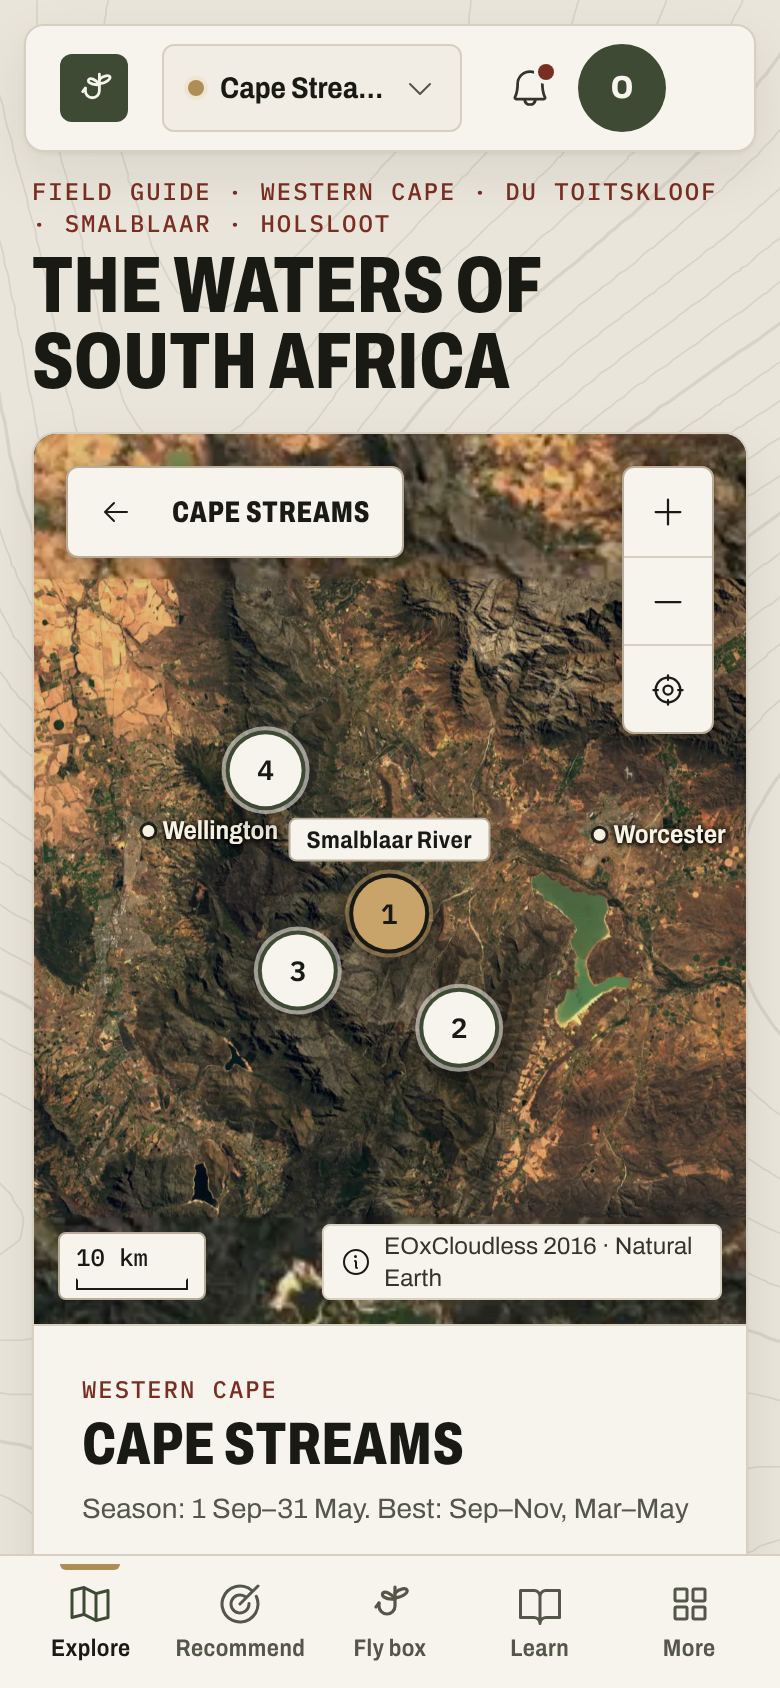 Cape Strea...
O
FIELD GUIDE · WESTERN CAPE · DU TOITSKLOOF
· SMALBLAAR · HOLSLOOT
THE WATERS OF
SOUTH AFRICA
CAPE STREAMS
4
Wellington
Smalblaar River
Worcester
1
3
2
10 km
EOxCloudless 2016 · Natural
Earth
WESTERN CAPE
CAPE STREAMS
Season: 1 Sep–31 May. Best: Sep–Nov, Mar–May
Explore
Recommend
Fly box
Learn
More